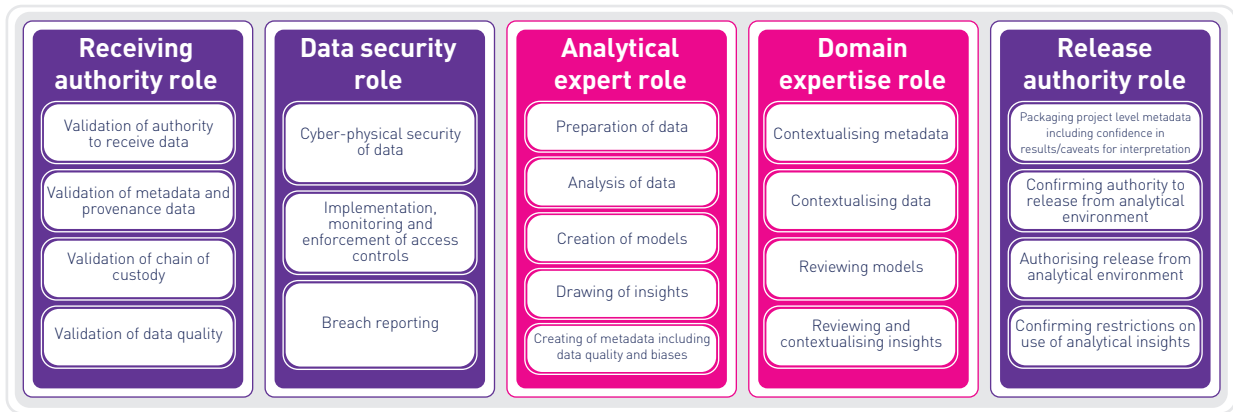 Receiving
authority role
Validation of authority
to receive data
Validation of metadata and
provenance data
Validation of chain of
custody
Validation of data quality
Data security
role
Cyber-physical security
of data
Implementation,
monitoring and
enforcement of access
controls
Breach reporting
Analytical
expert role
Preparation of data
Analysis of data
Creation of models
Drawing of insights
Creating of metadata including
data quality and biases
Domain
expertise role
Contextualising metadata
Contextualising data
Reviewing models
Reviewing and
contextualising insights
Release
authority role
Packaging project level metadata
including confidence in
results/caveats for interpretation
Confirming authority to
release from analytical
environment
Authorising release from
analytical environment
Confirming restrictions on
use of analytical insights